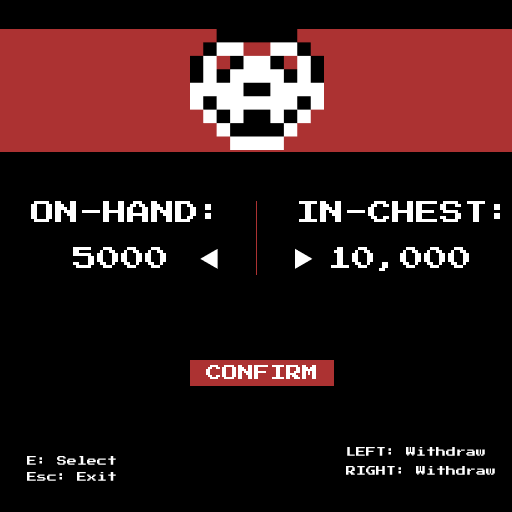 ON-HAND: IN-CHEST:
5000 ◀ ▶ 10,000
CONFIRM
E: Select
Esc: Exit
LEFT: Withdraw
RIGHT: Withdraw